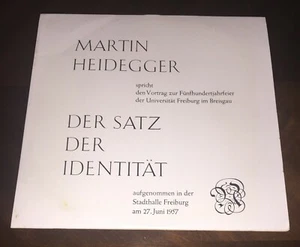 MARTIN
HEIDEGGER
spricht
den Vortrag zur Fünfhundertjahrfeier
der Universität Freiburg im Breisgau
DER SATZ
DER
IDENTITÄT
aufgenommen in der
Stadthalle Freiburg
am 27. Juni 1957